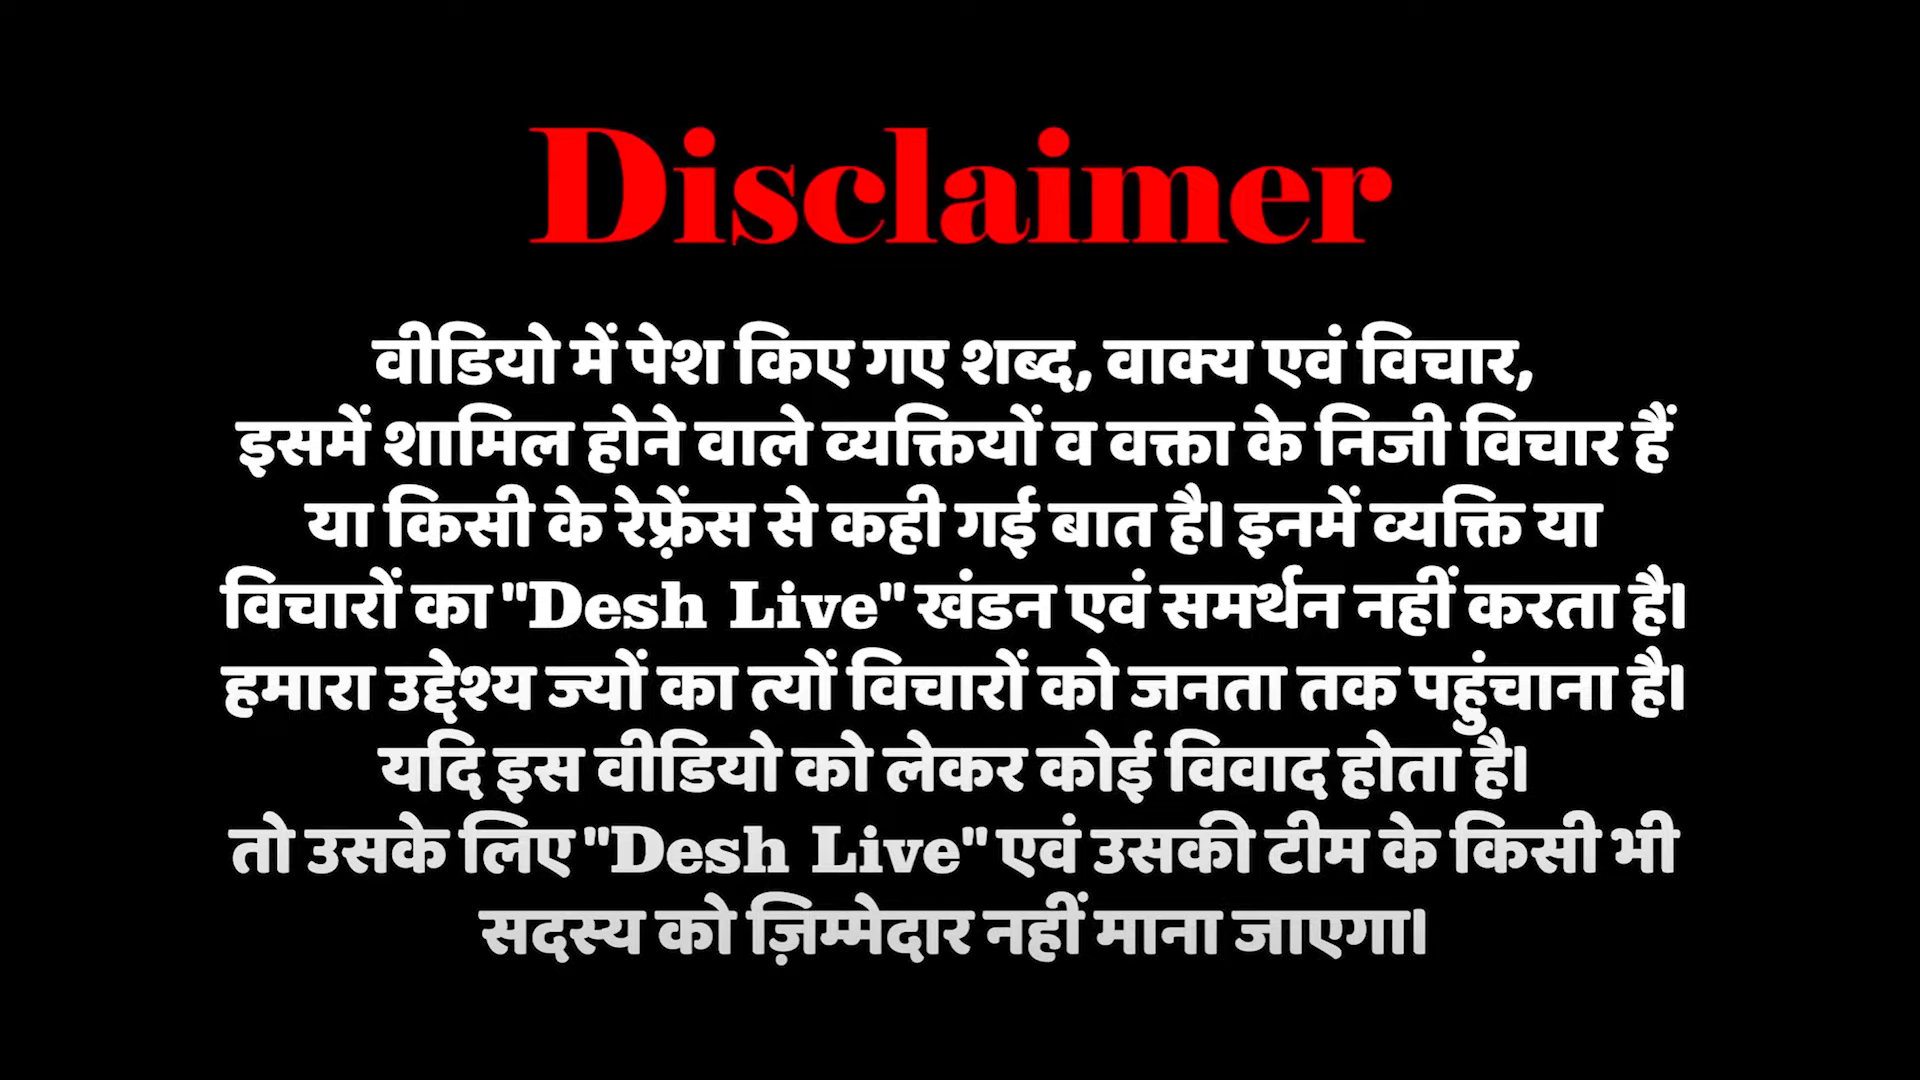 Disclaimer
वीडियो में पेश किए गए शब्द, वाक्य एवं विचार,
इसमें शामिल होने वाले व्यक्तियों व वक्ता के निजी विचार हैं
या किसी के रेफ़्रेंस से कही गई बात है। इनमें व्यक्ति या
विचारों का "Desh Live" खंडन एवं समर्थन नहीं करता है।
हमारा उद्देश्य ज्यों का त्यों विचारों को जनता तक पहुंचाना है।
यदि इस वीडियो को लेकर कोई विवाद होता है।
तो उसके लिए "Desh Live" एवं उसकी टीम के किसी भी
सदस्य को ज़िम्मेदार नहीं माना जाएगा।